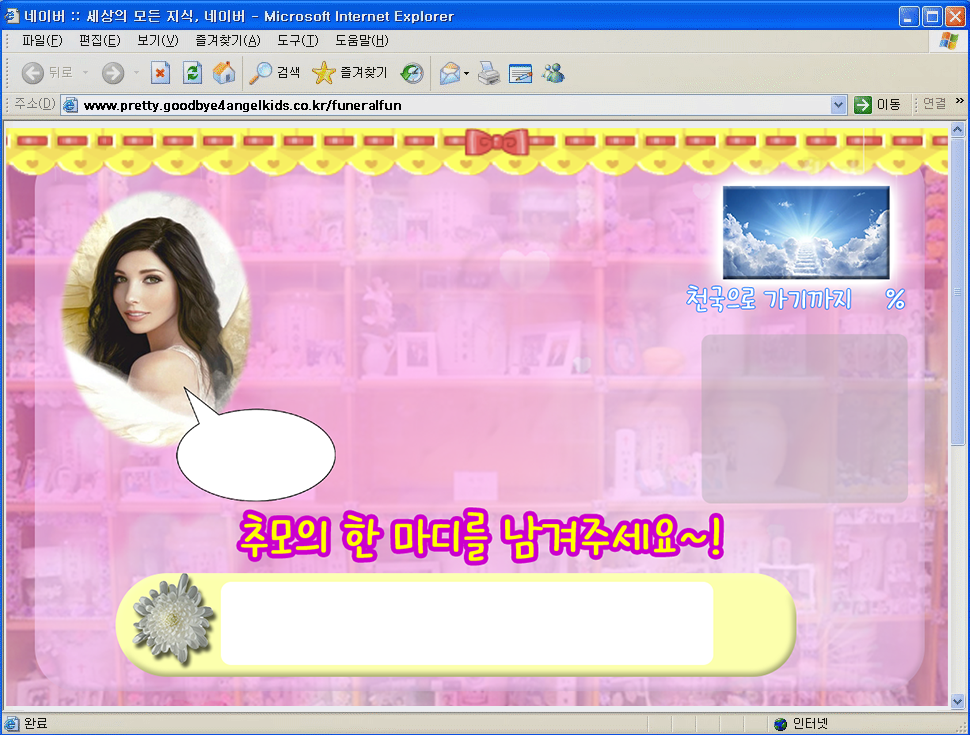 네이버 :: 세상의 모든 지식, 네이버 - Microsoft Internet Explorer
파일(F) 편집(E) 보기(V) 즐겨찾기(A) 도구(T) 도움말(H)
뒤로 검색 즐겨찾기
주소(D) www.pretty.goodbye4angelkids.co.kr/funeralfun 이동 연결 »
천국으로 가기까지 %
추모의 한 마디를 남겨주세요~!
완료 인터넷